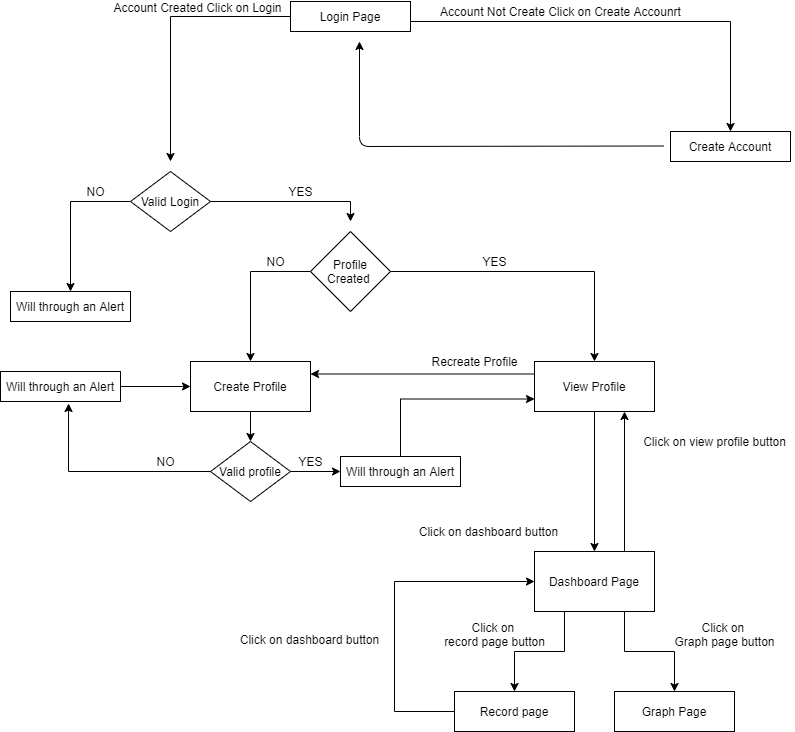 Account Created Click on Login
Login Page
Account Not Create Click on Create Accounrt
Create Account
NO
Valid Login
YES
Profile
Created
NO
YES
Will through an Alert
Recreate Profile
Will through an Alert
Create Profile
View Profile
Click on view profile button
NO
Valid profile
YES
Will through an Alert
Click on dashboard button
Dashboard Page
Click on dashboard button
Click on
record page button
Click on
Graph page button
Record page
Graph Page